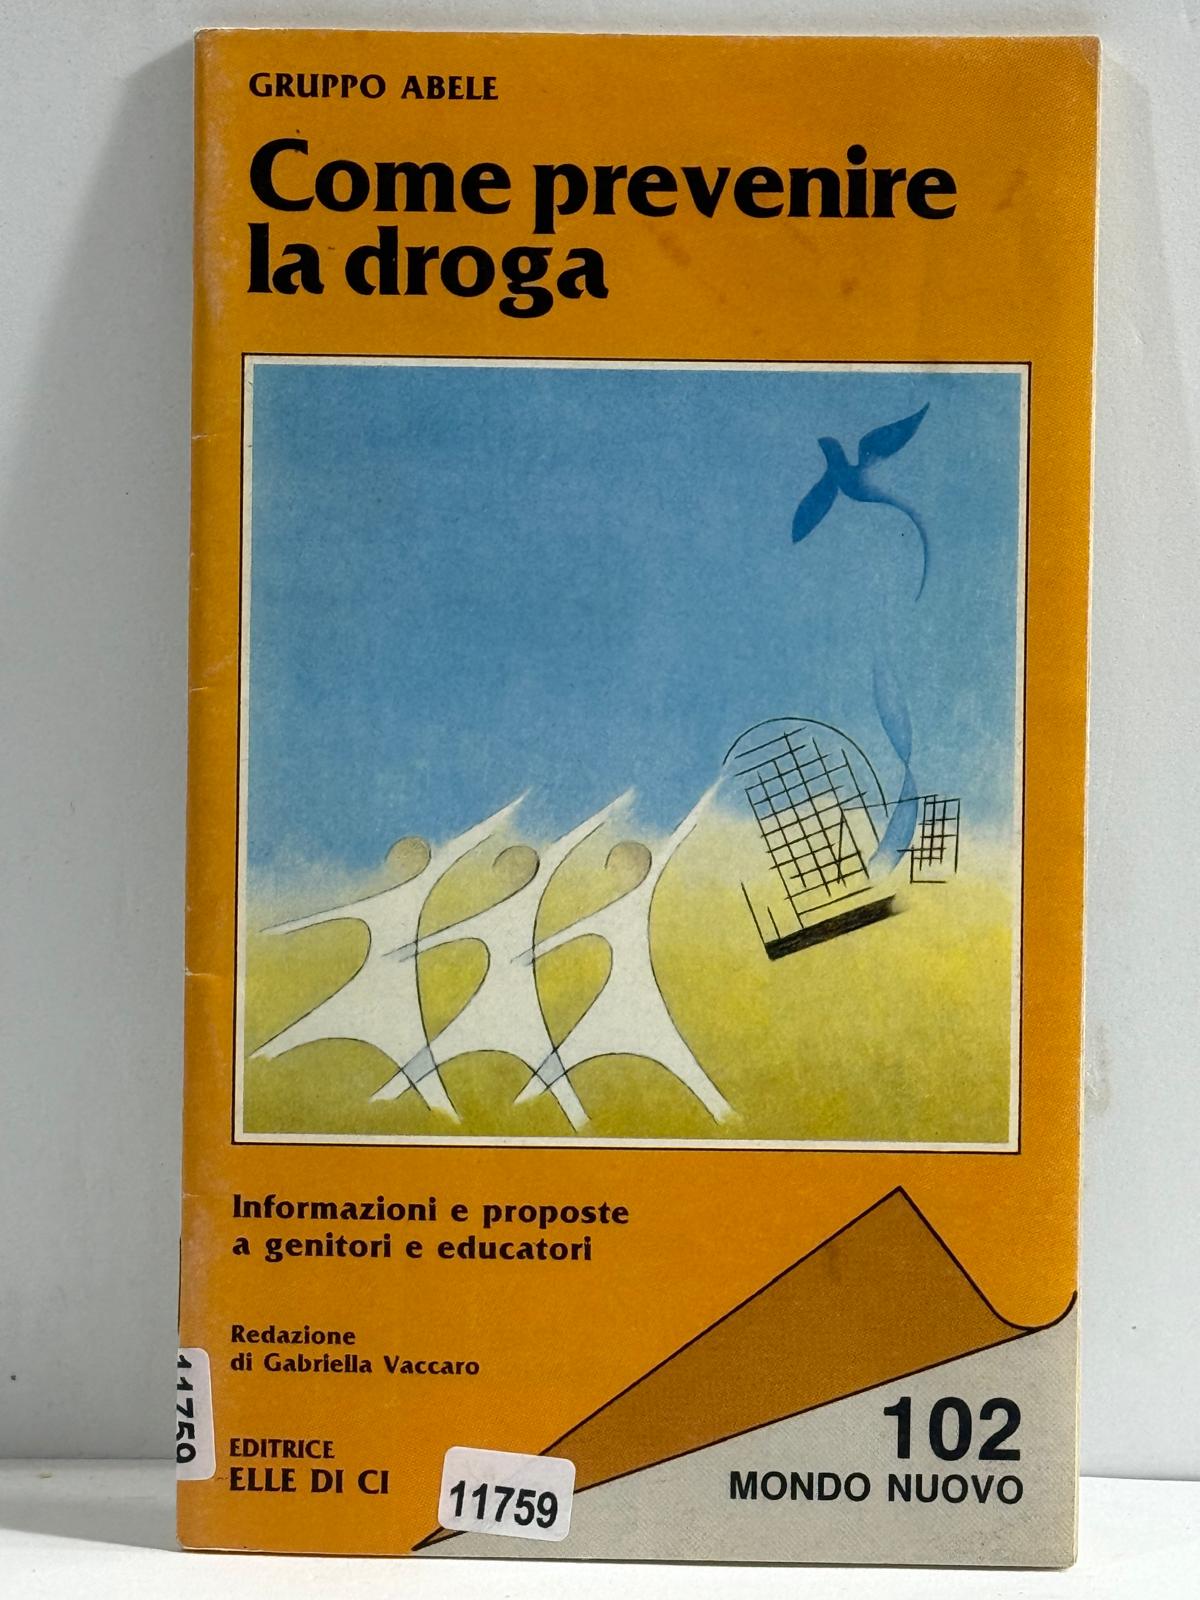 GRUPPO ABELE
Come prevenire
la droga
Informazioni e proposte
a genitori e educatori
Redazione
di Gabriella Vaccaro
EDITRICE
ELLE DI CI
102
MONDO NUOVO
11759
11759